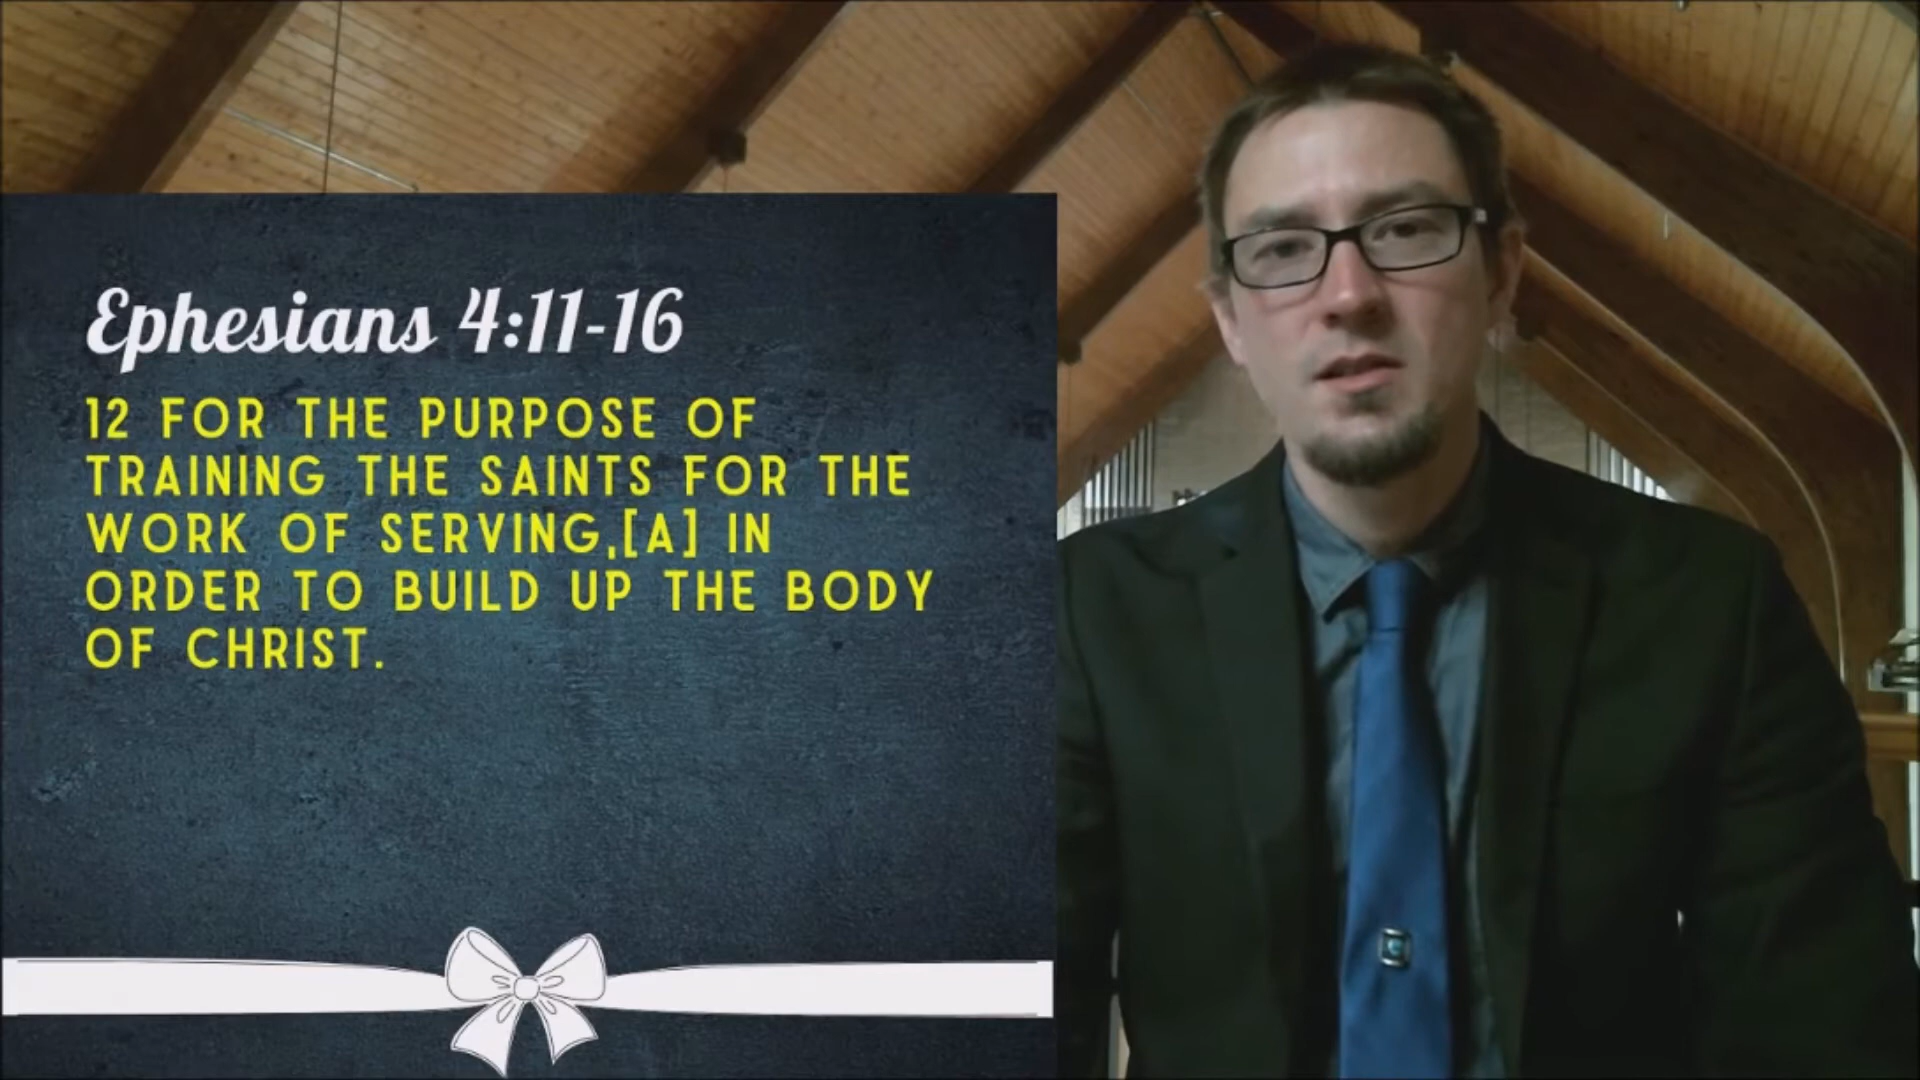 Ephesians 4:11-16
12 FOR THE PURPOSE OF
TRAINING THE SAINTS FOR THE
WORK OF SERVING,[A] IN
ORDER TO BUILD UP THE BODY
OF CHRIST.